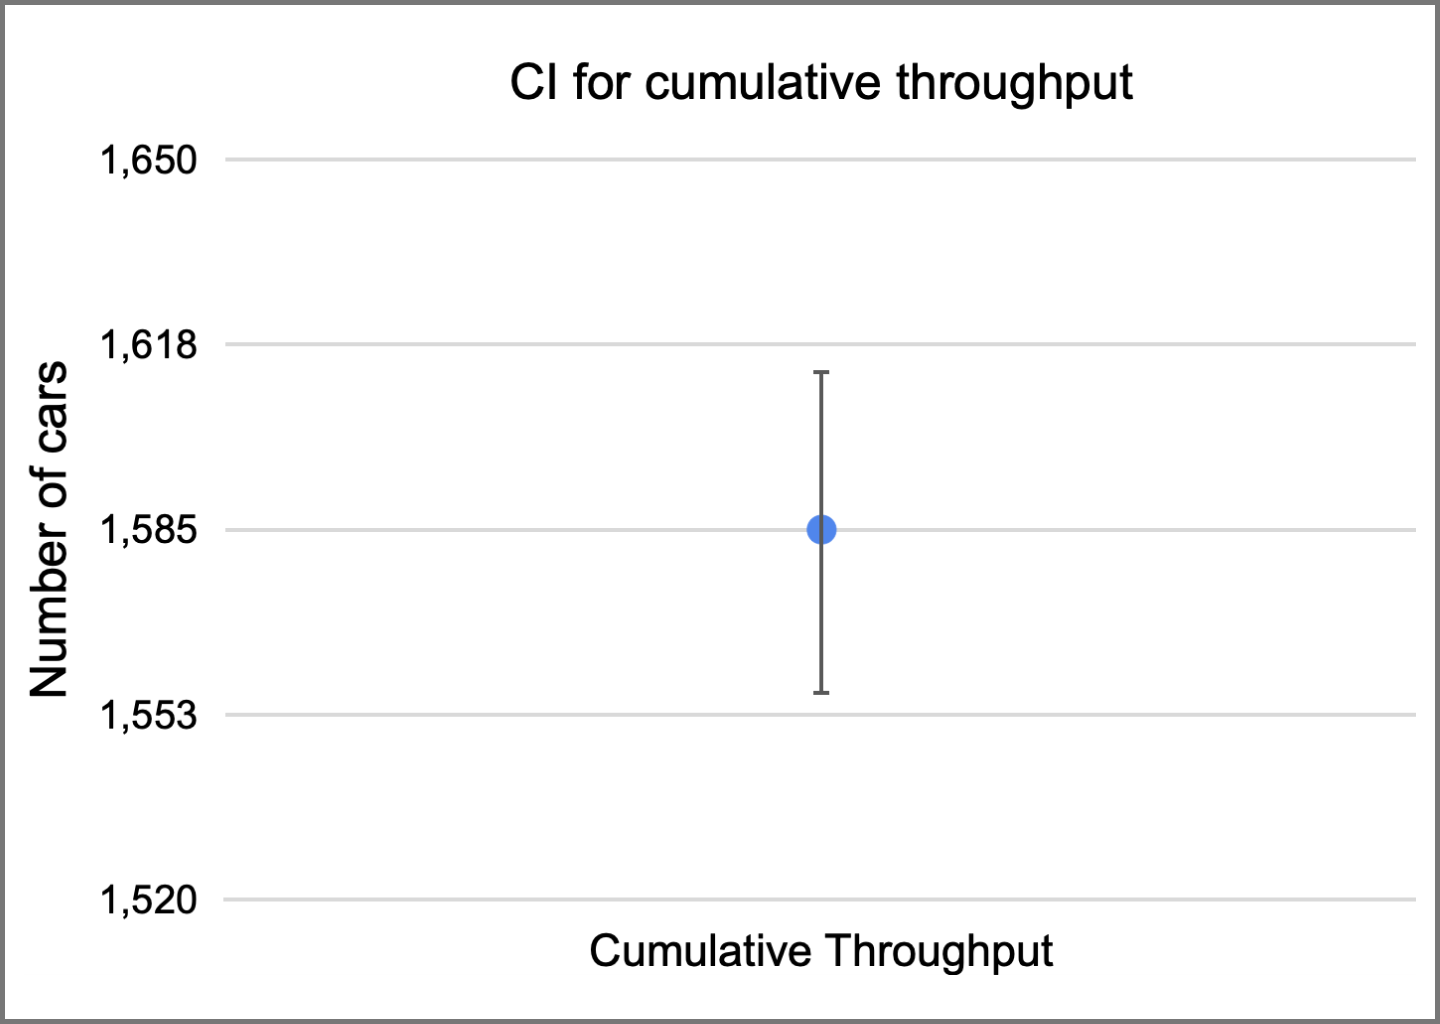 CI for cumulative throughput
1,650
1,618
1,585
1,553
1,520
Number of cars
Cumulative Throughput